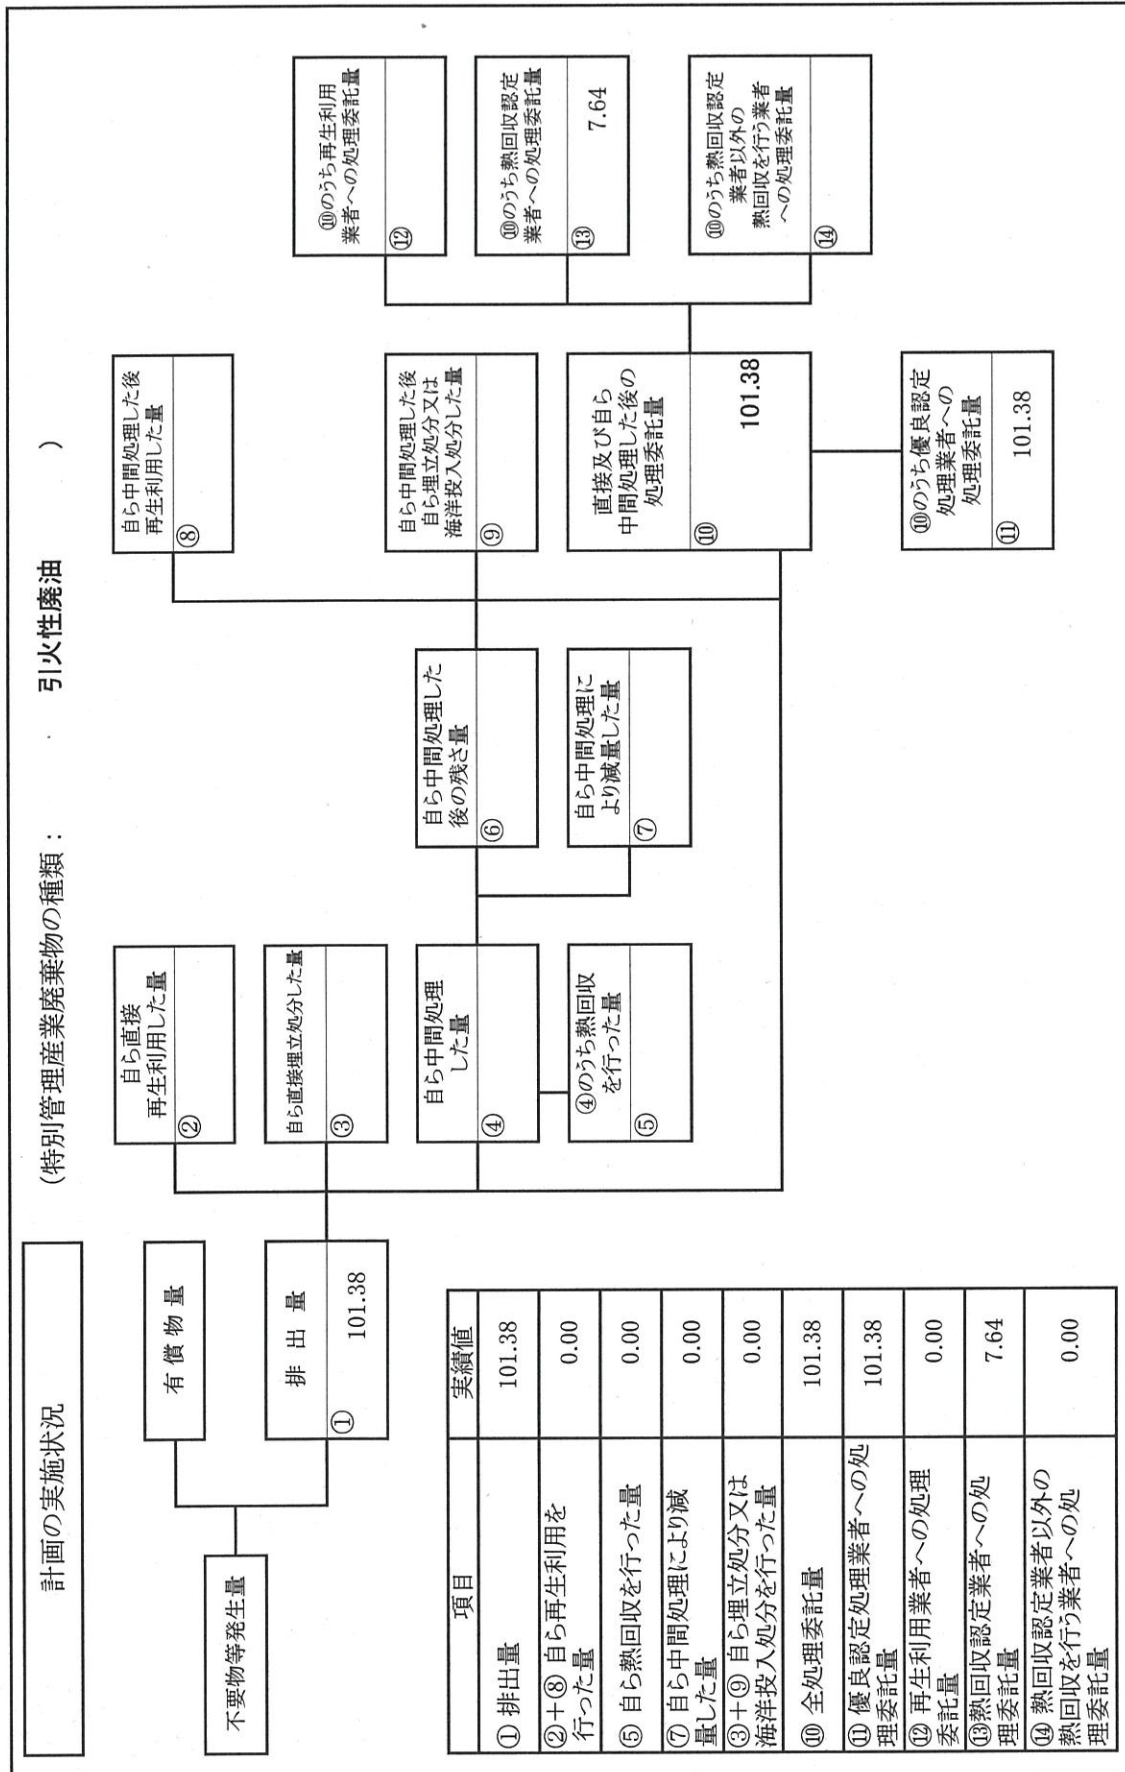 計画の実施状況
(特別管理産業廃棄物の種類: 引火性廃油 )
不要物等発生量
有償物量
排出量
① 101.38
自ら直接
再生利用した量
②
自ら直接埋立処分した量
③
自ら中間処理
した量
④
④のうち熱回収
を行った量
⑤
自ら中間処理した
後の残さ量
⑥
自ら中間処理に
より減量した量
⑦
自ら中間処理した後
再生利用した量
⑧
自ら中間処理した後
自ら埋立処分又は
海洋投入処分した量
⑨
直接及び自ら
中間処理した後の
処理委託量
⑩ 101.38
⑩のうち優良認定
処理業者への
処理委託量
⑪ 101.38
⑩のうち再生利用
業者への処理委託量
⑫
⑩のうち熱回収認定
業者への処理委託量
⑬ 7.64
⑩のうち熱回収認定
業者以外の
熱回収を行う業者
への処理委託量
⑭
項目 実績値
① 排出量 101.38
②+⑧ 自ら再生利用を
行った量 0.00
⑤ 自ら熱回収を行った量 0.00
⑦ 自ら中間処理により減
量した量 0.00
③+⑨ 自ら埋立処分又は
海洋投入処分を行った量 0.00
⑩ 全処理委託量 101.38
⑪ 優良認定処理業者への処
理委託量 101.38
⑫ 再生利用業者への処理
委託量 0.00
⑬熱回収認定業者への処
理委託量 7.64
⑭ 熱回収認定業者以外の
熱回収を行う業者への処
理委託量 0.00